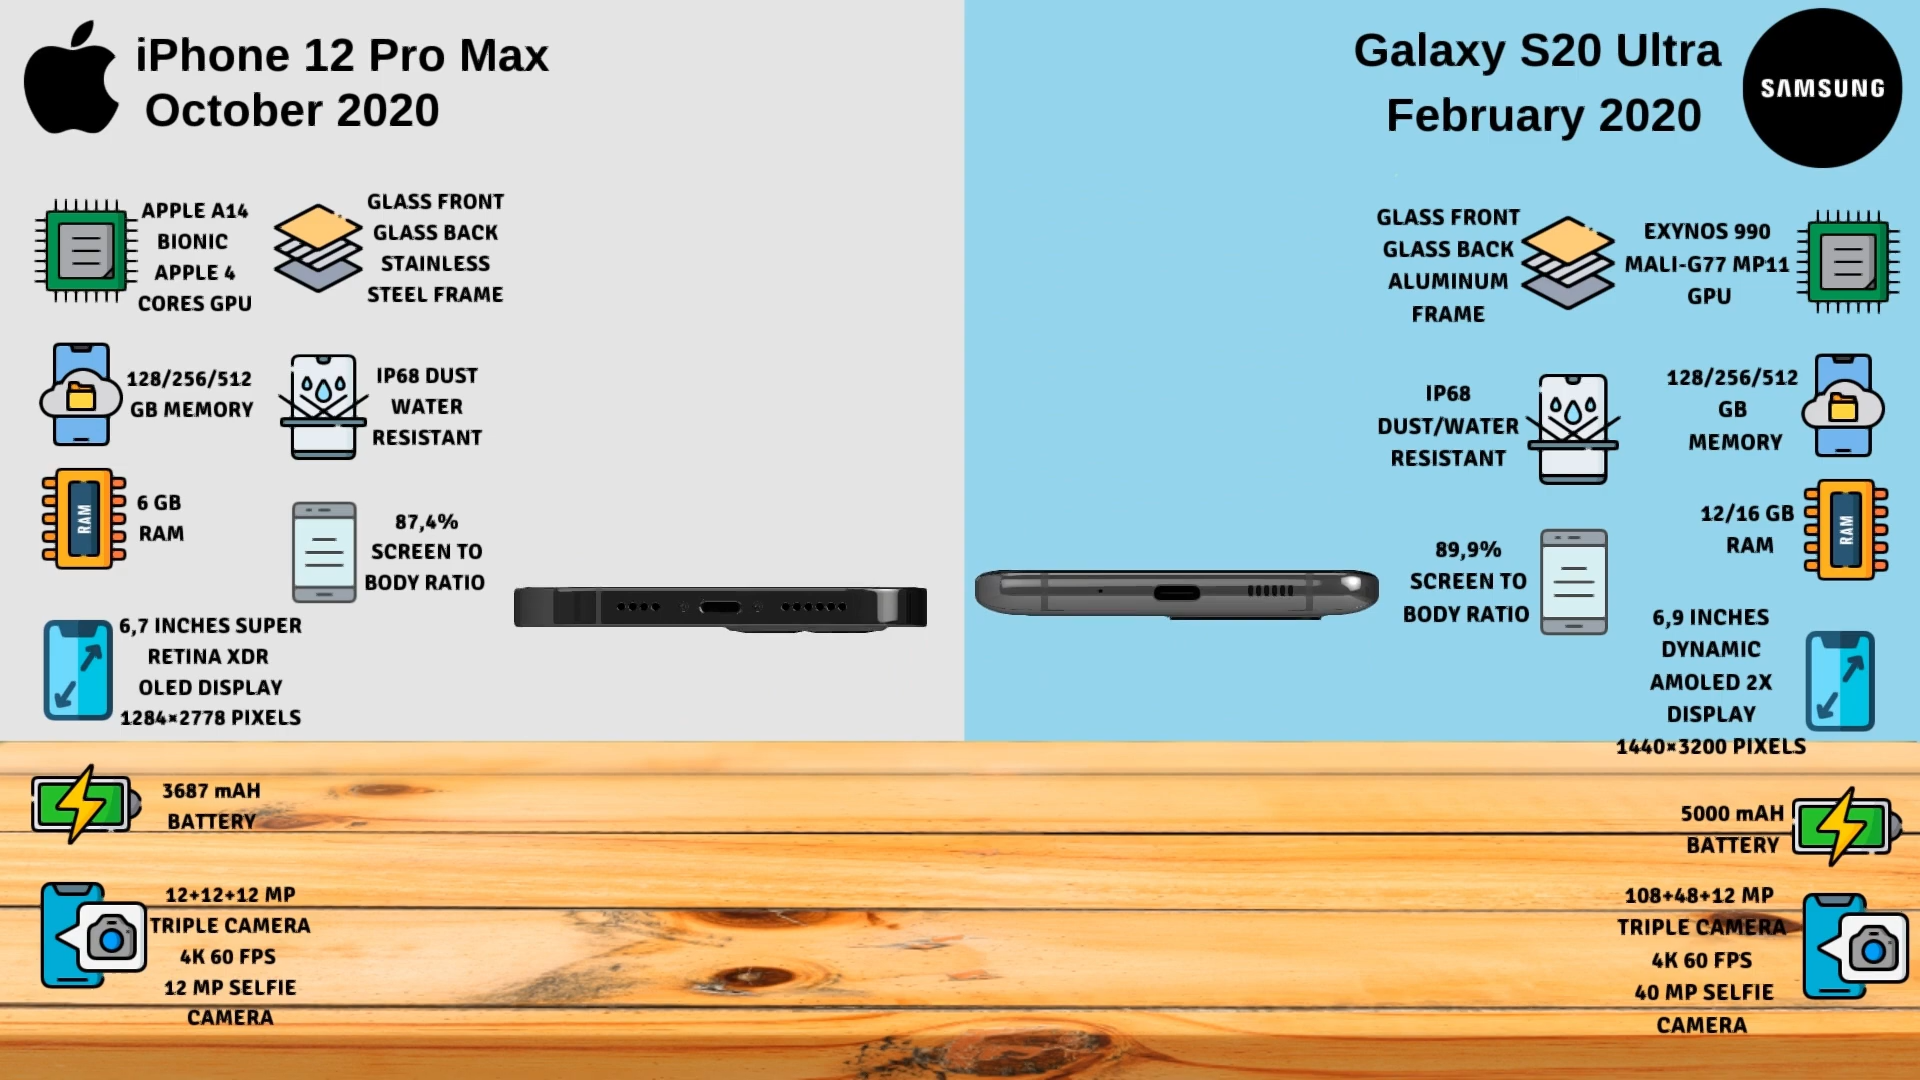 iPhone 12 Pro Max
October 2020
APPLE A14
BIONIC
APPLE 4
CORES GPU
GLASS FRONT
GLASS BACK
STAINLESS
STEEL FRAME
128/256/512
GB MEMORY
IP68 DUST
WATER
RESISTANT
RAM
6 GB
RAM
87,4%
SCREEN TO
BODY RATIO
6,7 INCHES SUPER
RETINA XDR
OLED DISPLAY
1284×2778 PIXELS
3687 mAH
BATTERY
12+12+12 MP
TRIPLE CAMERA
4K 60 FPS
12 MP SELFIE
CAMERA
Galaxy S20 Ultra
February 2020
SAMSUNG
GLASS FRONT
GLASS BACK
ALUMINUM
FRAME
EXYNOS 990
MALI-G77 MP11
GPU
IP68
DUST/WATER
RESISTANT
128/256/512
GB
MEMORY
12/16 GB
RAM
RAM
89,9%
SCREEN TO
BODY RATIO
6,9 INCHES
DYNAMIC
AMOLED 2X
DISPLAY
1440×3200 PIXELS
5000 mAH
BATTERY
108+48+12 MP
TRIPLE CAMERA
4K 60 FPS
40 MP SELFIE
CAMERA